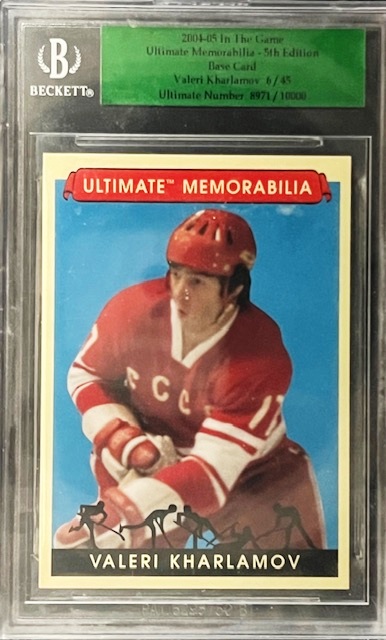 2004-05 In The Game
Ultimate Memorabilia - 5th Edition
Base Card
Valeri Kharlamov 6 / 45
Ultimate Number 8971 / 10000
B
BECKETT®
ULTIMATE™ MEMORABILIA
CCC
17
VALERI KHARLAMOV